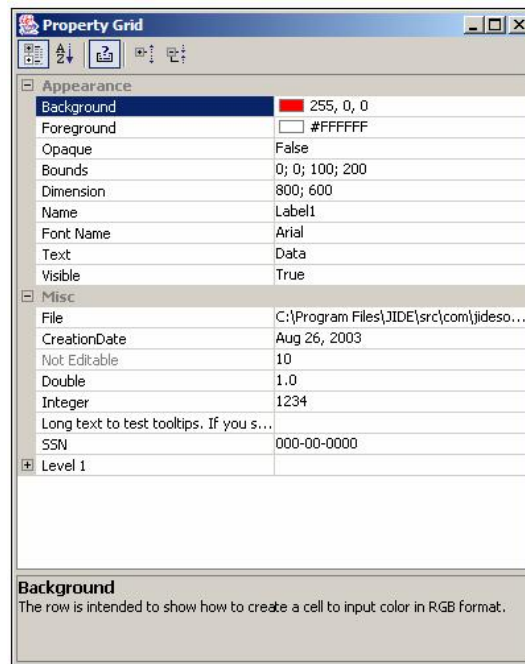 Property Grid
Appearance
Background 255, 0, 0
Foreground #FFFFFF
Opaque False
Bounds 0; 0; 100; 200
Dimension 800; 600
Name Label1
Font Name Arial
Text Data
Visible True
Misc
File C:\Program Files\JIDE\src\com\jideso...
CreationDate Aug 26, 2003
Not Editable 10
Double 1.0
Integer 1234
Long text to test tooltips. If you s...
SSN 000-00-0000
Level 1
Background
The row is intended to show how to create a cell to input color in RGB format.